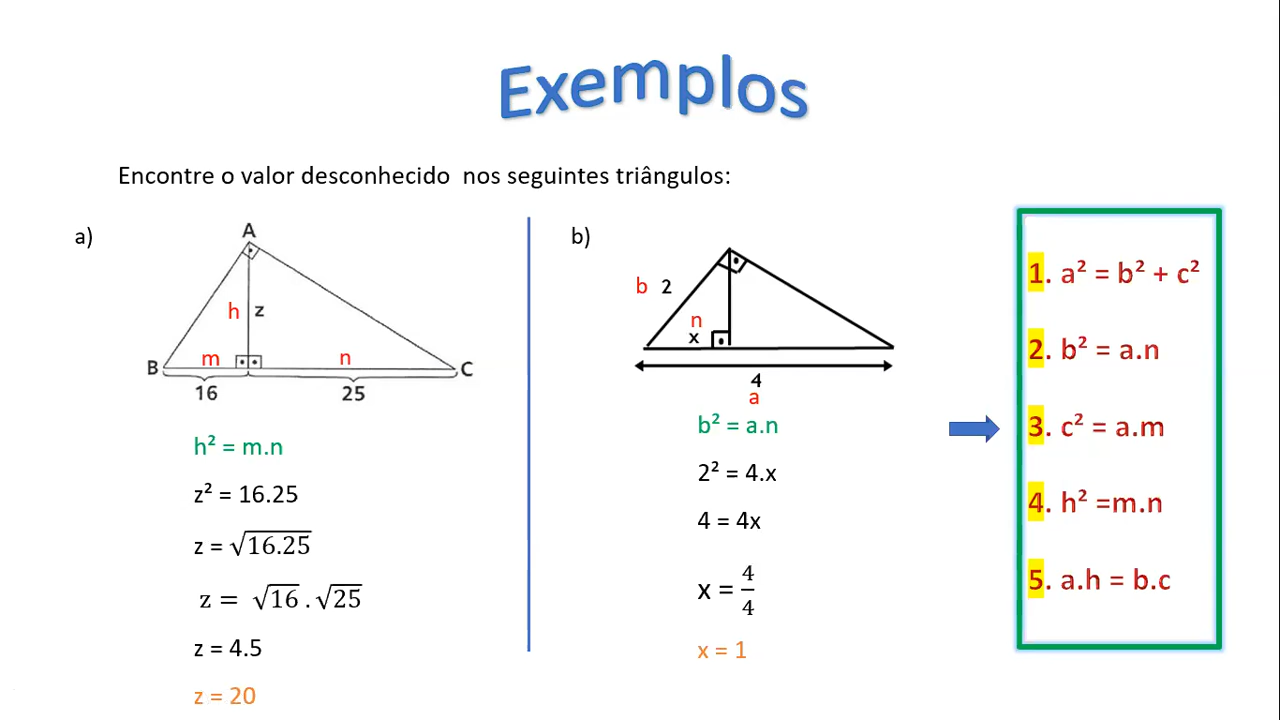 Exemplos
Encontre o valor desconhecido nos seguintes triângulos:
a)
A
h z
B m n C
16 25
h² = m.n
z² = 16.25
z = √16.25
z = √16 . √25
z = 4.5
z = 20
b)
b 2
n
x
4
a
b² = a.n
2² = 4.x
4 = 4x
x = 4/4
x = 1
1. a² = b² + c²
2. b² = a.n
3. c² = a.m
4. h² =m.n
5. a.h = b.c